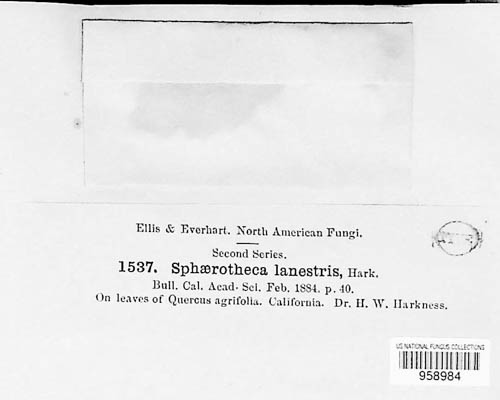 Ellis & Everhart. North American Fungi.
Second Series.
1537. Sphærotheca lanestris, Hark.
Bull. Cal. Acad. Sci. Feb. 1884. p. 40.
On leaves of Quercus agrifolia. California. Dr. H. W. Harkness.
US NATIONAL FUNGUS COLLECTIONS
958984